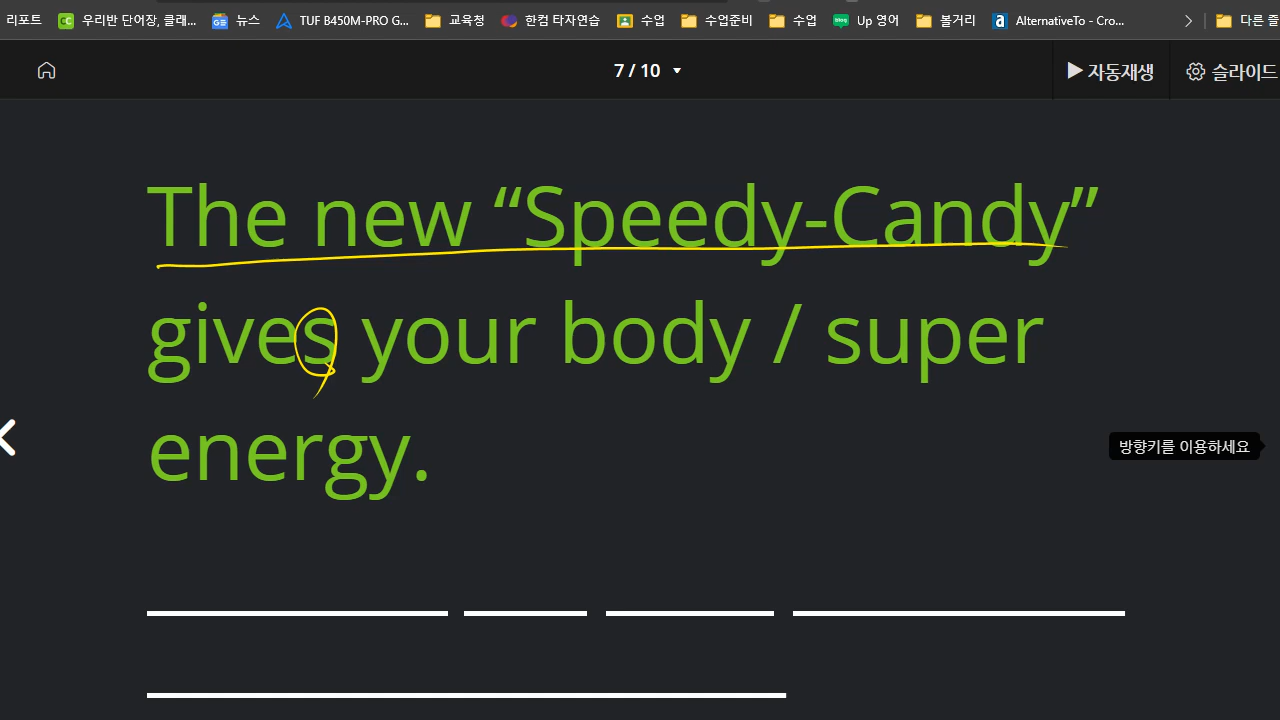 리포트 우리반 단어장, 클래... 뉴스 TUF B450M-PRO G... 교육청 한컴 타자연습 수업 수업준비 수업 Up 영어 볼거리 AlternativeTo - Cro... 다른 즐
7 / 10 자동재생 슬라이드
The new “Speedy-Candy”
gives your body / super
energy.
방향키를 이용하세요